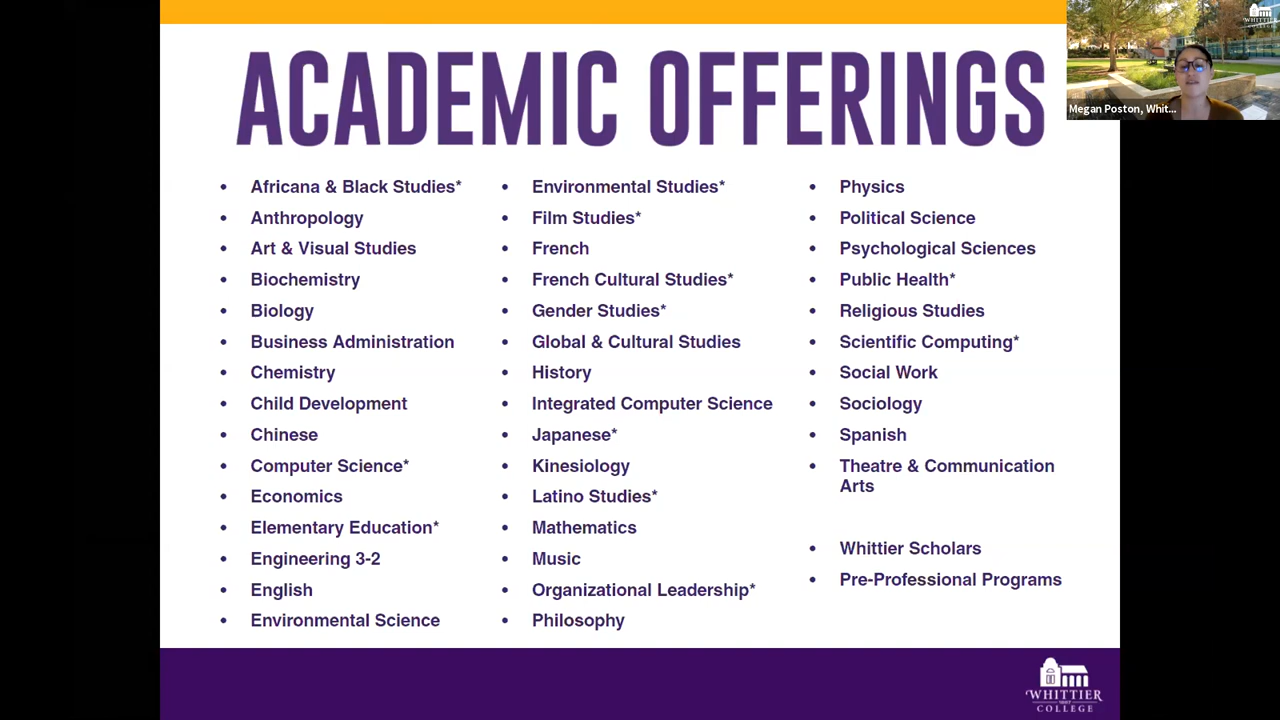 ACADEMIC OFFERINGS
Africana & Black Studies*
Anthropology
Art & Visual Studies
Biochemistry
Biology
Business Administration
Chemistry
Child Development
Chinese
Computer Science*
Economics
Elementary Education*
Engineering 3-2
English
Environmental Science
Environmental Studies*
Film Studies*
French
French Cultural Studies*
Gender Studies*
Global & Cultural Studies
History
Integrated Computer Science
Japanese*
Kinesiology
Latino Studies*
Mathematics
Music
Organizational Leadership*
Philosophy
Physics
Political Science
Psychological Sciences
Public Health*
Religious Studies
Scientific Computing*
Social Work
Sociology
Spanish
Theatre & Communication
Arts
Whittier Scholars
Pre-Professional Programs
WHITTIER
COLLEGE
Megan Poston, Whit...
WHITTIER
COLLEGE